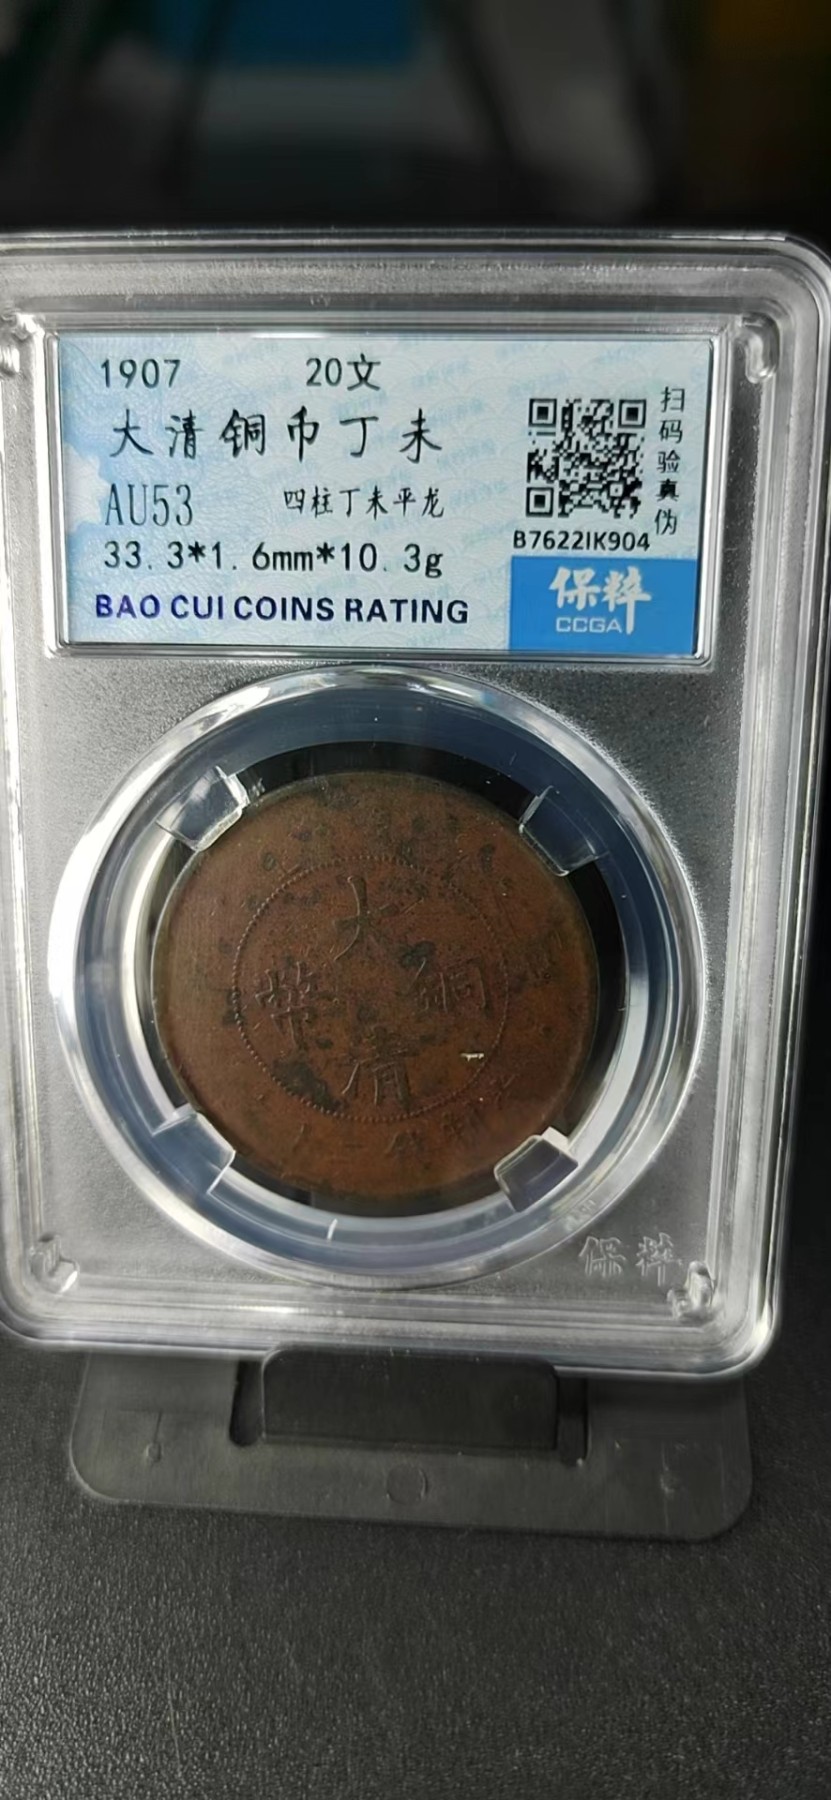 1907 20文
大清铜币丁未
AU53 四柱丁未平龙
33.3*1.6mm*10.3g
BAO CUI COINS RATING
扫码验真伪
B7622IK904
保粹
CCGA
大
幣 銅
清
保粹